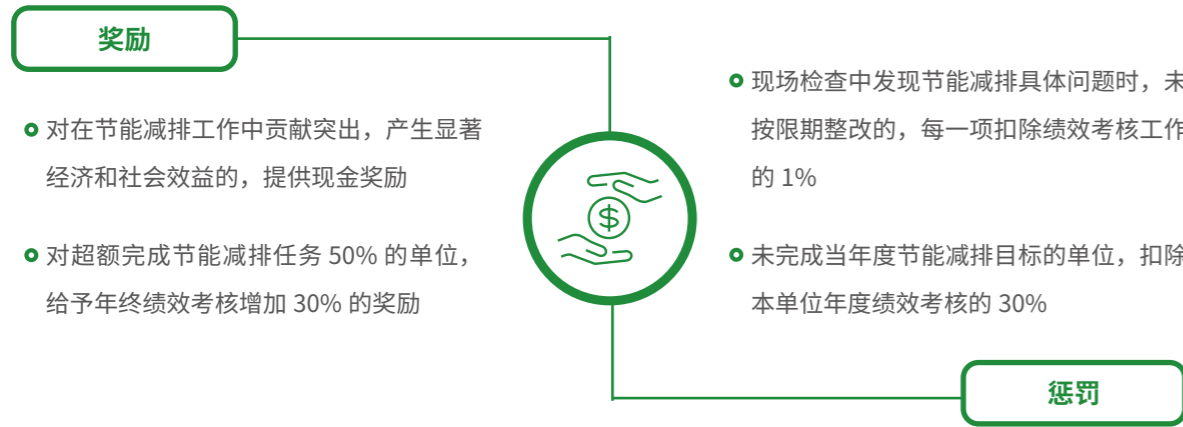 奖励
对在节能减排工作中贡献突出，产生显著
经济和社会效益的，提供现金奖励
对超额完成节能减排任务 50% 的单位，
给予年终绩效考核增加 30% 的奖励
现场检查中发现节能减排具体问题时，未
按限期整改的，每一项扣除绩效考核工作
的 1%
未完成当年度节能减排目标的单位，扣除
本单位年度绩效考核的 30%
惩罚